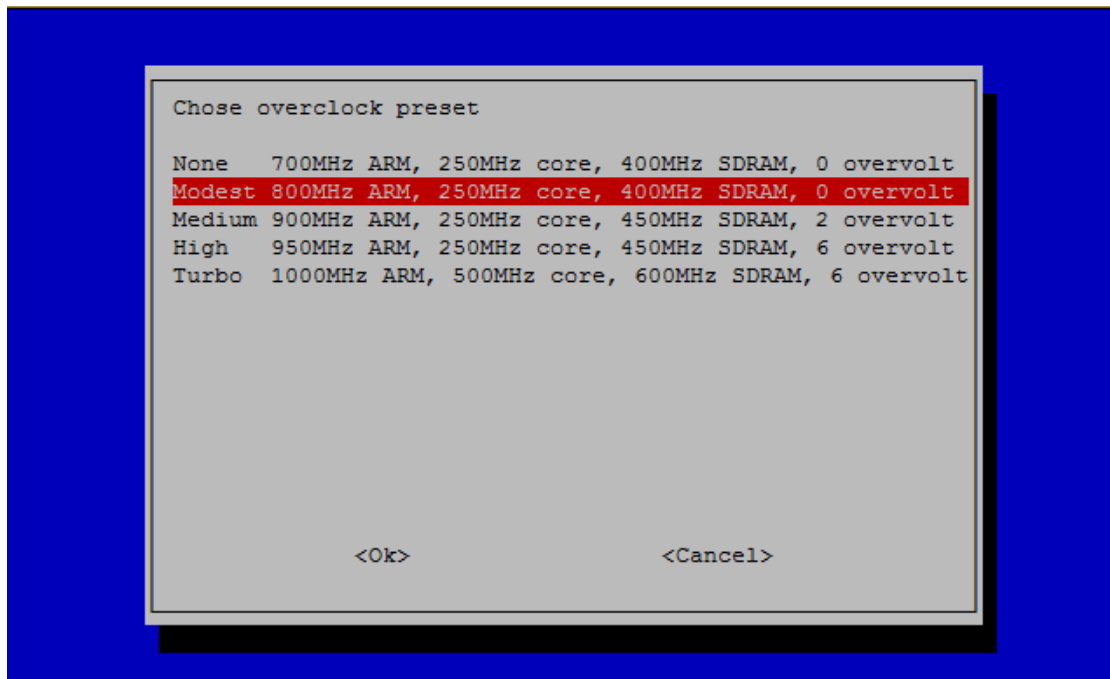 Chose overclock preset
None 700MHz ARM, 250MHz core, 400MHz SDRAM, 0 overvolt
Modest 800MHz ARM, 250MHz core, 400MHz SDRAM, 0 overvolt
Medium 900MHz ARM, 250MHz core, 450MHz SDRAM, 2 overvolt
High 950MHz ARM, 250MHz core, 450MHz SDRAM, 6 overvolt
Turbo 1000MHz ARM, 500MHz core, 600MHz SDRAM, 6 overvolt
<Ok> <Cancel>